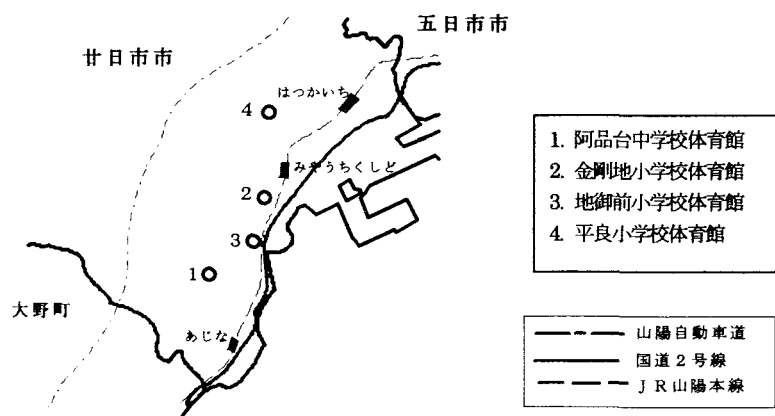 五日市市
廿日市市
はつかいち
4
みやうちくしど
2
3
1
大野町
あじな
1. 阿品台中学校体育館
2. 金剛地小学校体育館
3. 地御前小学校体育館
4. 平良小学校体育館
山陽自動車道
国道2号線
JR山陽本線